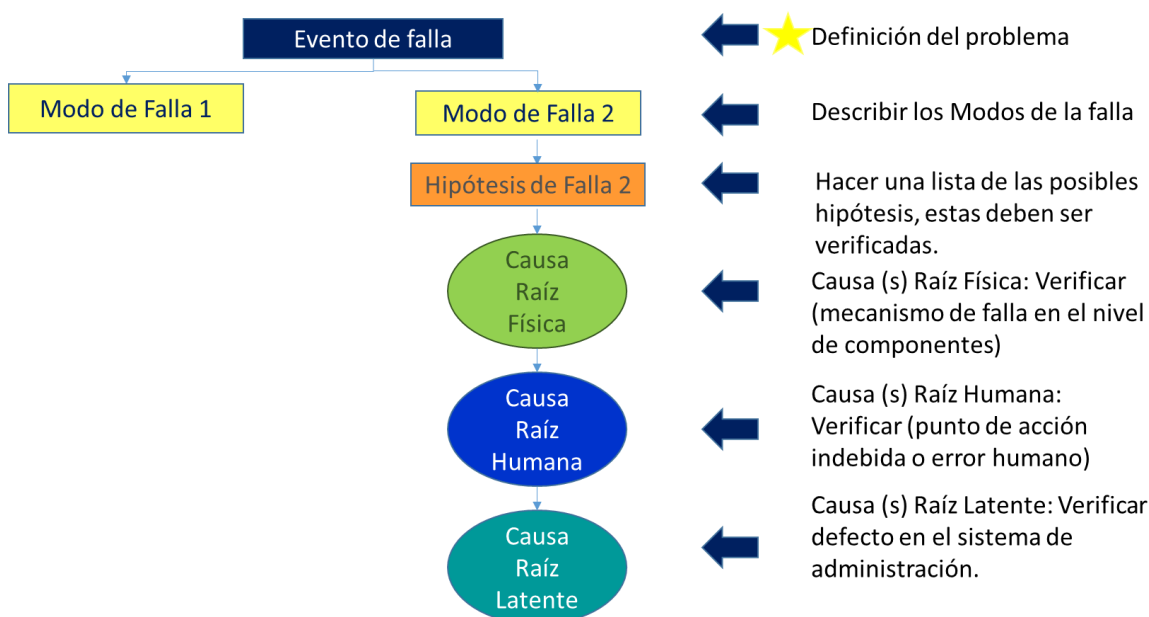 Evento de falla
Definición del problema
Modo de Falla 1
Modo de Falla 2
Describir los Modos de la falla
Hipótesis de Falla 2
Hacer una lista de las posibles
hipótesis, estas deben ser
verificadas.
Causa
Raíz
Física
Causa (s) Raíz Física: Verificar
(mecanismo de falla en el nivel
de componentes)
Causa
Raíz
Humana
Causa (s) Raíz Humana:
Verificar (punto de acción
indebida o error humano)
Causa
Raíz
Latente
Causa (s) Raíz Latente: Verificar
defecto en el sistema de
administración.